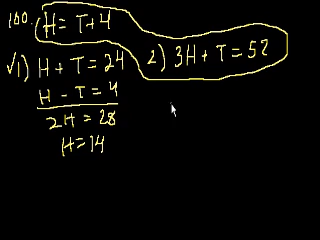 100. H = T + 4
√1) H + T = 24
H - T = 4
2H = 28
H = 14
2) 3H + T = 52